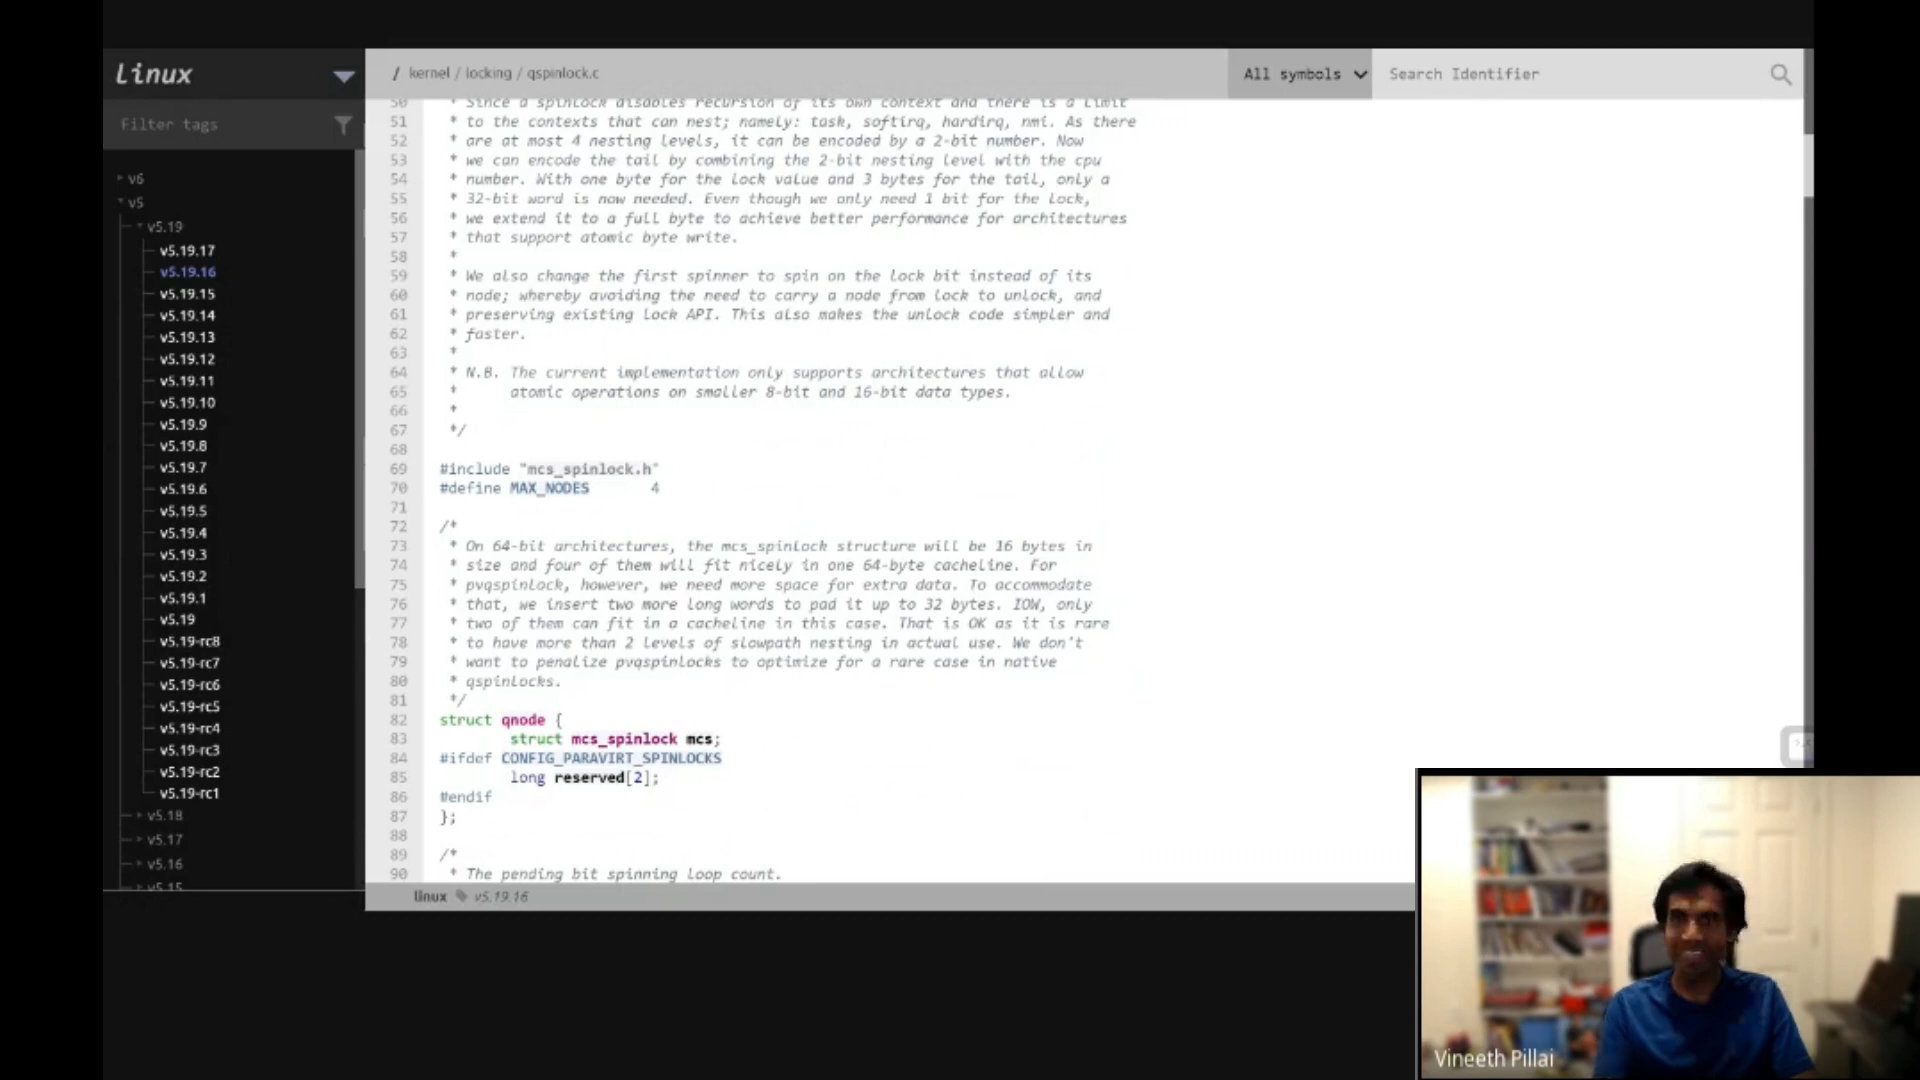 Linux
Filter tags
v6
v5
v5.19
v5.19.17
v5.19.16
v5.19.15
v5.19.14
v5.19.13
v5.19.12
v5.19.11
v5.19.10
v5.19.9
v5.19.8
v5.19.7
v5.19.6
v5.19.5
v5.19.4
v5.19.3
v5.19.2
v5.19.1
v5.19
v5.19-rc8
v5.19-rc7
v5.19-rc6
v5.19-rc5
v5.19-rc4
v5.19-rc3
v5.19-rc2
v5.19-rc1
v5.18
v5.17
v5.16
v5.15
/ kernel / locking / qspinlock.c
All symbols
Search Identifier
50 * Since a spinlock disables recursion of its own context and there is a limit
51 * to the contexts that can nest; namely: task, softirq, hardirq, nmi. As there
52 * are at most 4 nesting levels, it can be encoded by a 2-bit number. Now
53 * we can encode the tail by combining the 2-bit nesting level with the cpu
54 * number. With one byte for the lock value and 3 bytes for the tail, only a
55 * 32-bit word is now needed. Even though we only need 1 bit for the lock,
56 * we extend it to a full byte to achieve better performance for architectures
57 * that support atomic byte write.
58 *
59 * We also change the first spinner to spin on the lock bit instead of its
60 * node; whereby avoiding the need to carry a node from lock to unlock, and
61 * preserving existing lock API. This also makes the unlock code simpler and
62 * faster.
63 *
64 * N.B. The current implementation only supports architectures that allow
65 * atomic operations on smaller 8-bit and 16-bit data types.
66 *
67 */
68
69 #include "mcs_spinlock.h"
70 #define MAX_NODES 4
71
72 /*
73 * On 64-bit architectures, the mcs_spinlock structure will be 16 bytes in
74 * size and four of them will fit nicely in one 64-byte cacheline. For
75 * pvqspinlock, however, we need more space for extra data. To accommodate
76 * that, we insert two more long words to pad it up to 32 bytes. IOW, only
77 * two of them can fit in a cacheline in this case. That is OK as it is rare
78 * to have more than 2 levels of slowpath nesting in actual use. We don't
79 * want to penalize pvqspinlocks to optimize for a rare case in native
80 * qspinlocks.
81 */
82 struct qnode {
83 struct mcs_spinlock mcs;
84 #ifdef CONFIG_PARAVIRT_SPINLOCKS
85 long reserved[2];
86 #endif
87 };
88
89 /*
90 * The pending bit spinning loop count.
linux v5.19.16
Vineeth Pillai